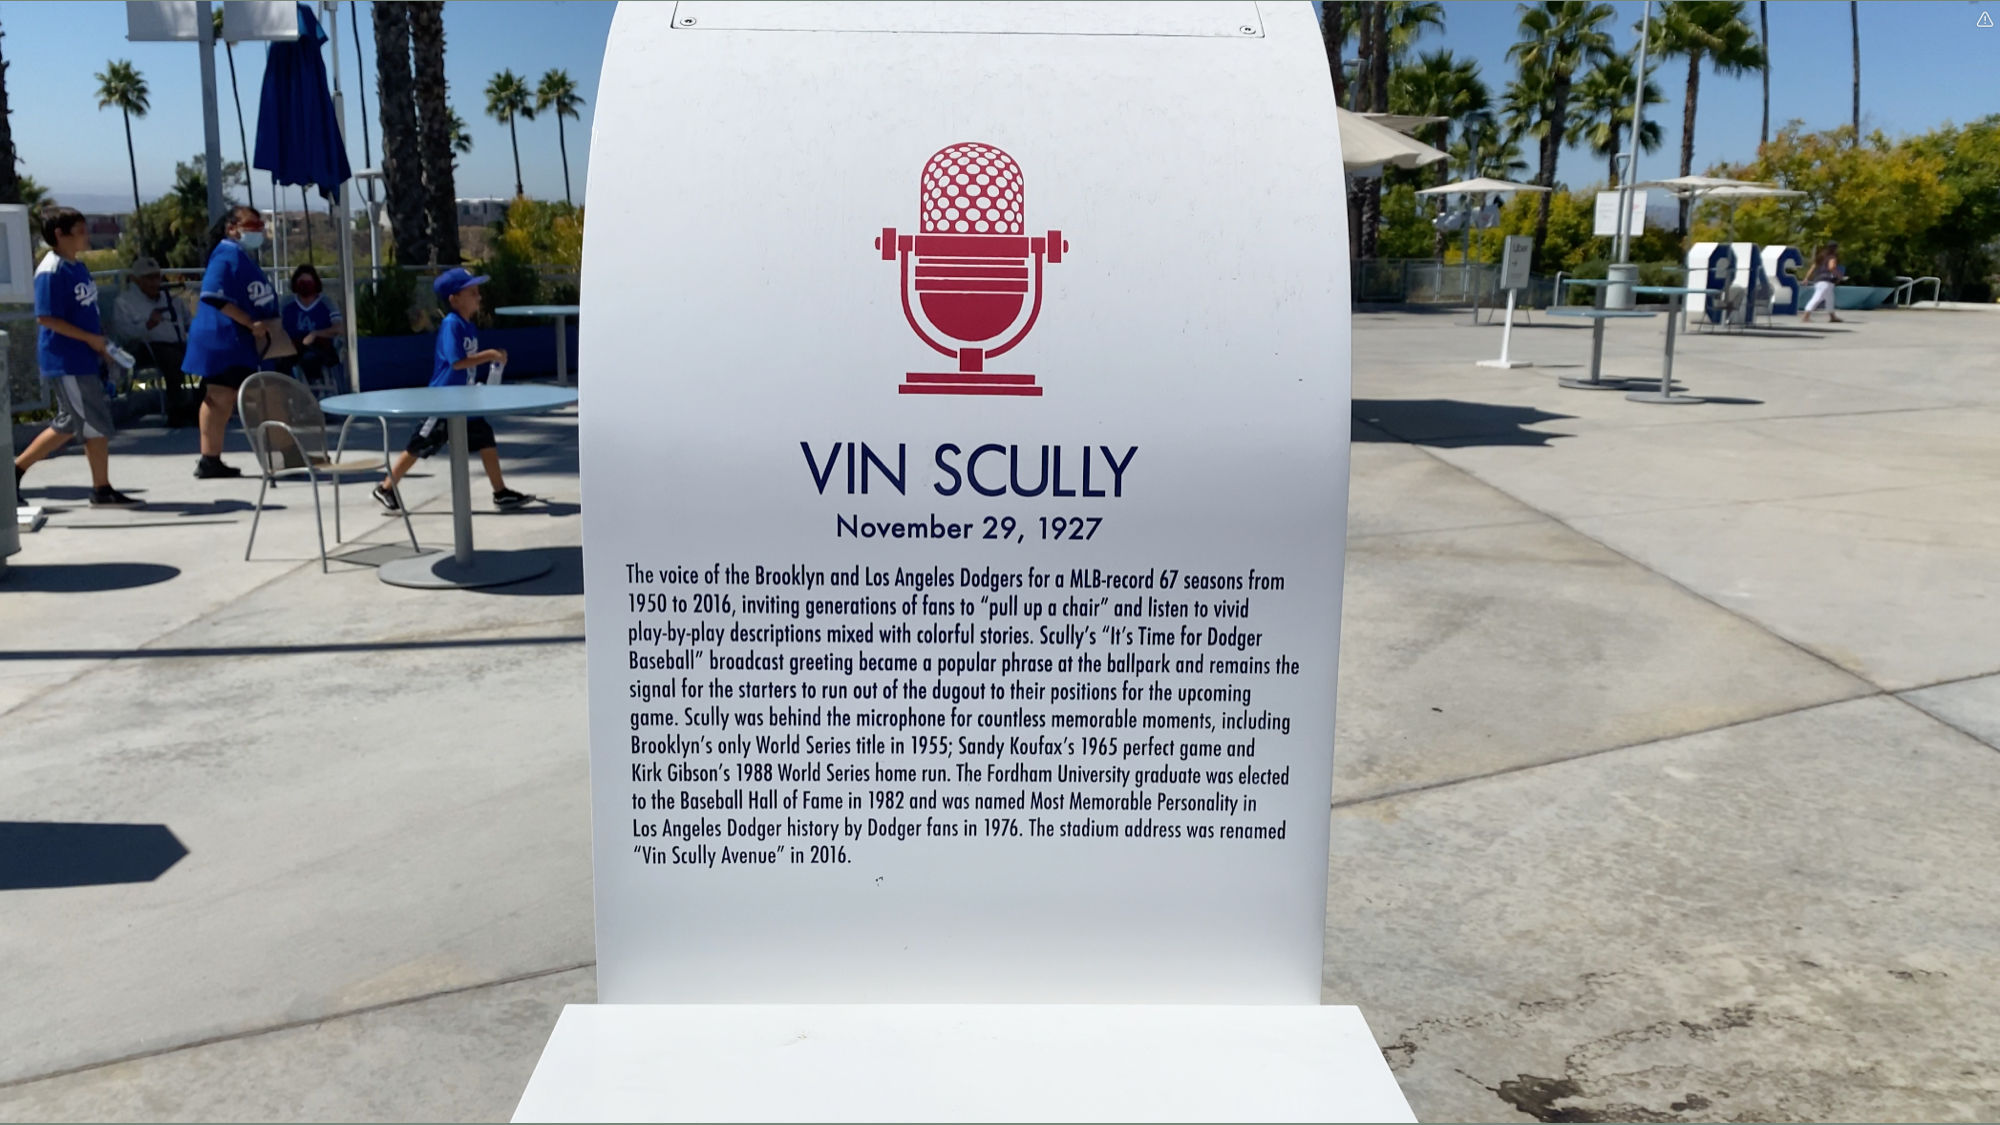 VIN SCULLY
November 29, 1927
The voice of the Brooklyn and Los Angeles Dodgers for a MLB-record 67 seasons from
1950 to 2016, inviting generations of fans to “pull up a chair” and listen to vivid
play-by-play descriptions mixed with colorful stories. Scully’s “It’s Time for Dodger
Baseball” broadcast greeting became a popular phrase at the ballpark and remains the
signal for the starters to run out of the dugout to their positions for the upcoming
game. Scully was behind the microphone for countless memorable moments, including
Brooklyn’s only World Series title in 1955; Sandy Koufax’s 1965 perfect game and
Kirk Gibson’s 1988 World Series home run. The Fordham University graduate was elected
to the Baseball Hall of Fame in 1982 and was named Most Memorable Personality in
Los Angeles Dodger history by Dodger fans in 1976. The stadium address was renamed
“Vin Scully Avenue” in 2016.
Uber
LA